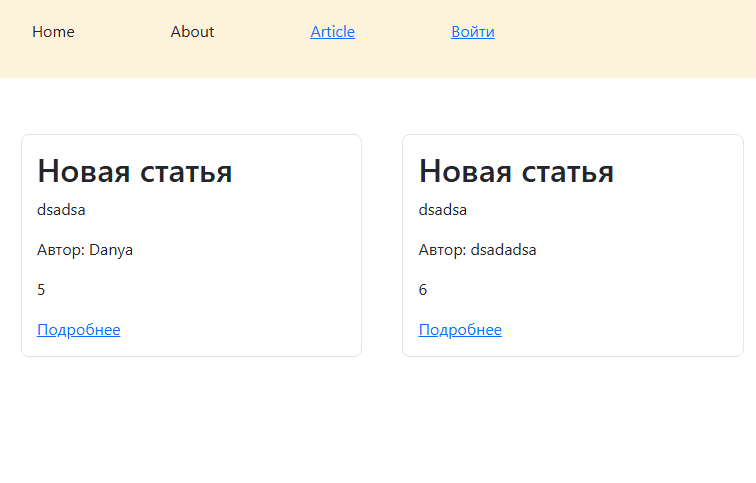 Home About Article Войти
Новая статья
dsadsa
Автор: Danya
5
Подробнее
Новая статья
dsadsa
Автор: dsadadsa
6
Подробнее